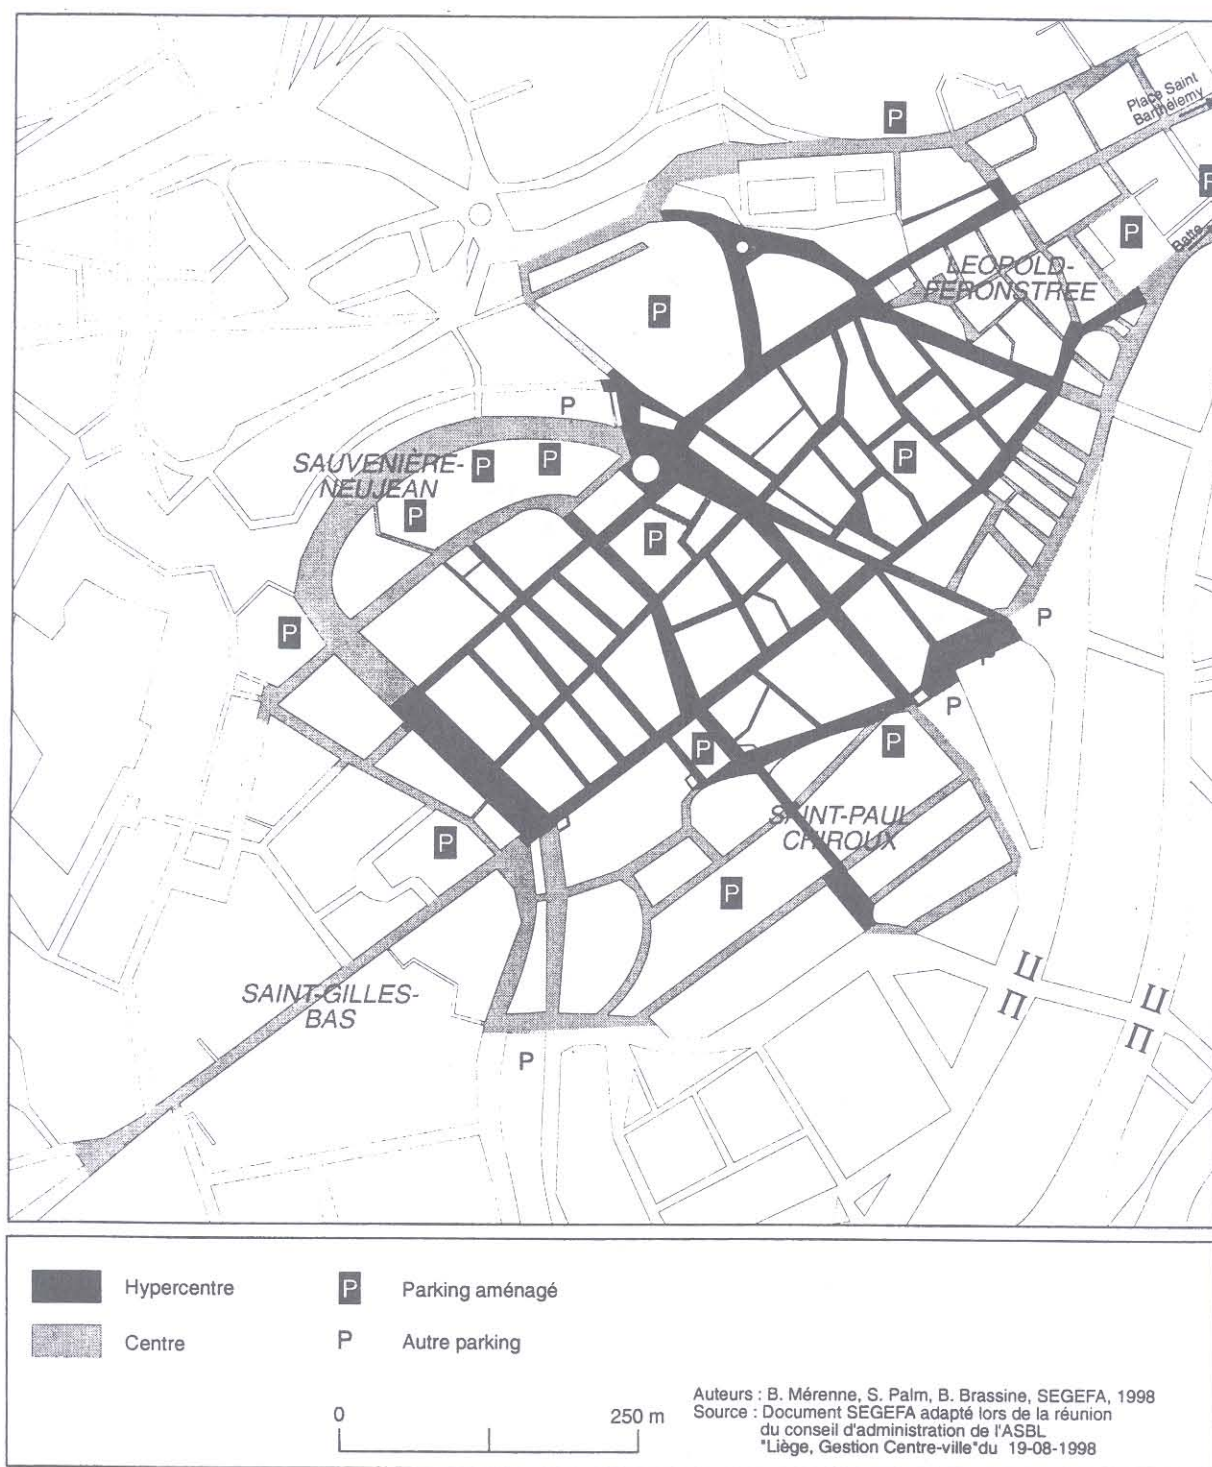 P
Place Saint
Barthélemy
P
P
Batte
LEOPOLD-
FERONSTREE
P
P
SAUVENIÈRE-
NEUJEAN
P
P
P
P
P
P
P
P
P
P
P
P
SAINT-PAUL
CHIROUX
P
P
SAINT-GILLES-
BAS
P
Hypercentre
P Parking aménagé
Centre
P Autre parking
0 250 m
Auteurs : B. Mérenne, S. Palm, B. Brassine, SEGEFA, 1998
Source : Document SEGEFA adapté lors de la réunion
du conseil d'administration de l'ASBL
"Liège, Gestion Centre-ville"du 19-08-1998